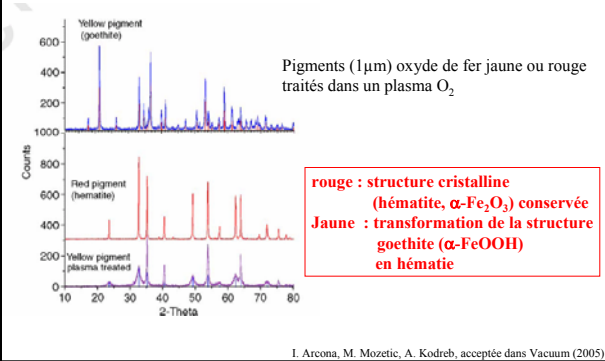 Yellow pigment
(goethite)
600
400
200
1000
800
Red pigment
(hematite)
600
400
200
Yellow pigment
plasma treated
0
Counts
10 20 30 40 50 60 70 80
2-Theta
Pigments (1µm) oxyde de fer jaune ou rouge
traités dans un plasma O₂
rouge : structure cristalline
(hématite, α-Fe₂O₃) conservée
Jaune : transformation de la structure
goethite (α-FeOOH)
en hématie
I. Arcona, M. Mozetic, A. Kodreb, acceptée dans Vacuum (2005)